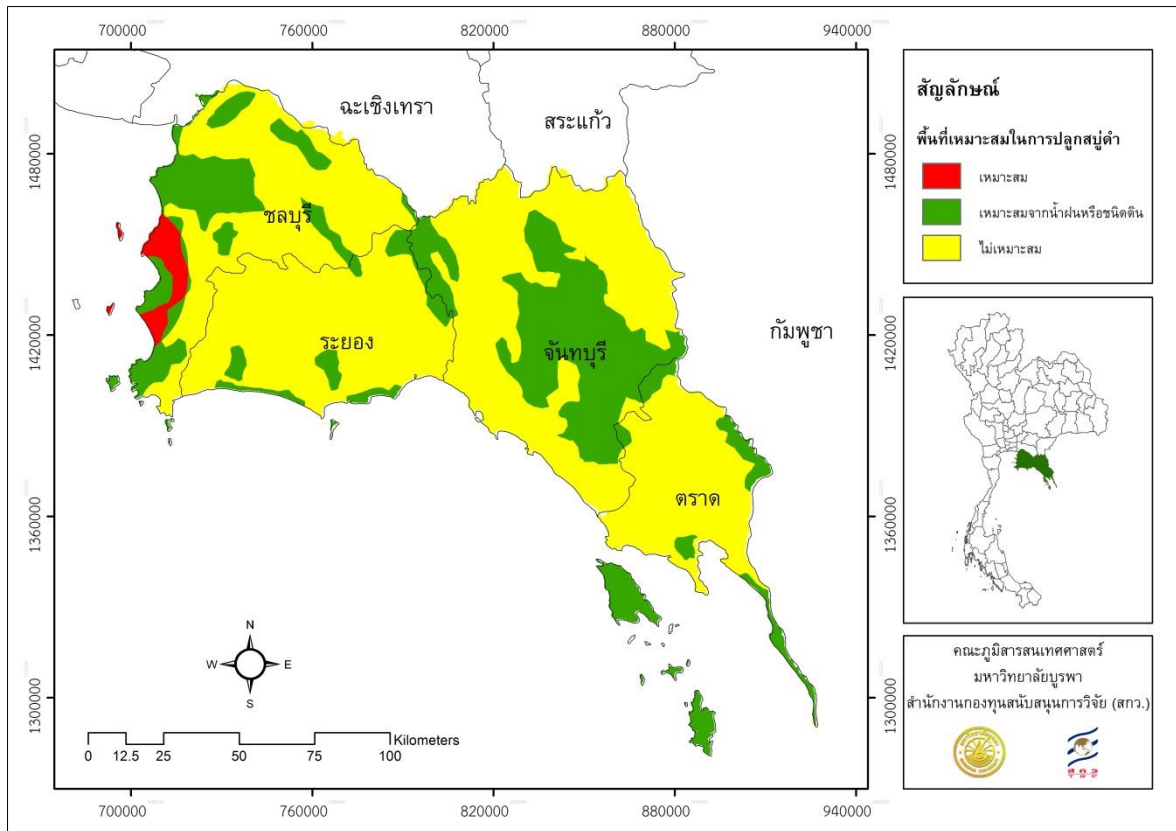 700000 760000 820000 880000 940000
1480000 1480000
1420000 1420000
1360000 1360000
1300000 1300000
ฉะเชิงเทรา
สระแก้ว
ชลบุรี
ระยอง
จันทบุรี
กัมพูชา
ตราด
N
W E
S
Kilometers
0 12.5 25 50 75 100
700000 760000 820000 880000 940000
สัญลักษณ์
พื้นที่เหมาะสมในการปลูกสบู่ดำ
เหมาะสม
เหมาะสมจากน้ำฝนหรือชนิดดิน
ไม่เหมาะสม
คณะภูมิสารสนเทศศาสตร์
มหาวิทยาลัยบูรพา
สำนักงานกองทุนสนับสนุนการวิจัย (สกว.)
สกว